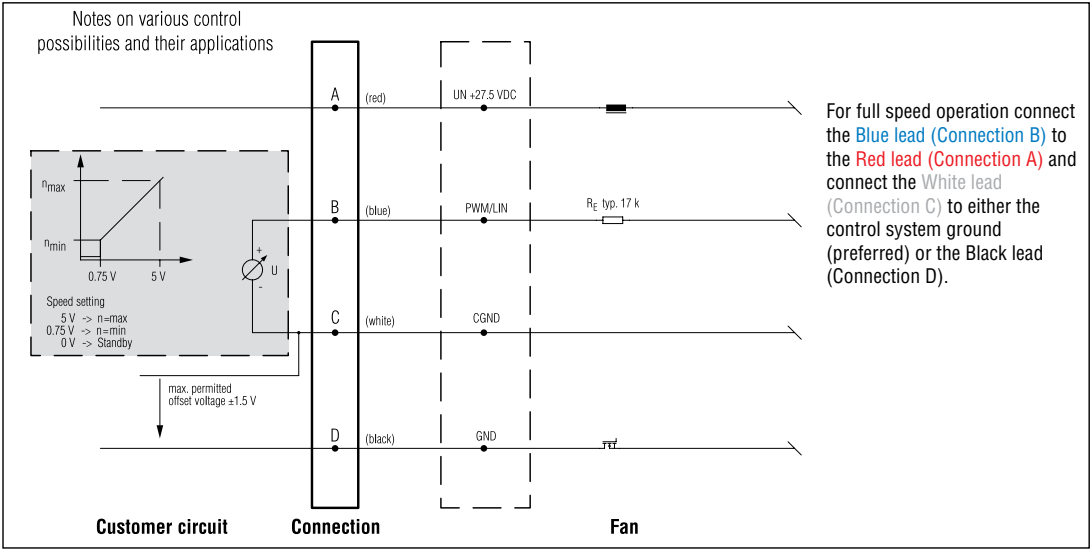 Notes on various control
possibilities and their applications
A
(red)
UN +27.5 VDC
n max
n min
0.75 V
5 V
Speed setting
5 V -> n=max
0.75 V -> n=min
0 V -> Standby
+
U
-
B
(blue)
PWM/LIN
RE typ. 17 k
C
(white)
CGND
max. permitted
offset voltage ±1.5 V
D
(black)
GND
Customer circuit
Connection
Fan
For full speed operation connect
the Blue lead (Connection B) to
the Red lead (Connection A) and
connect the White lead
(Connection C) to either the
control system ground
(preferred) or the Black lead
(Connection D).